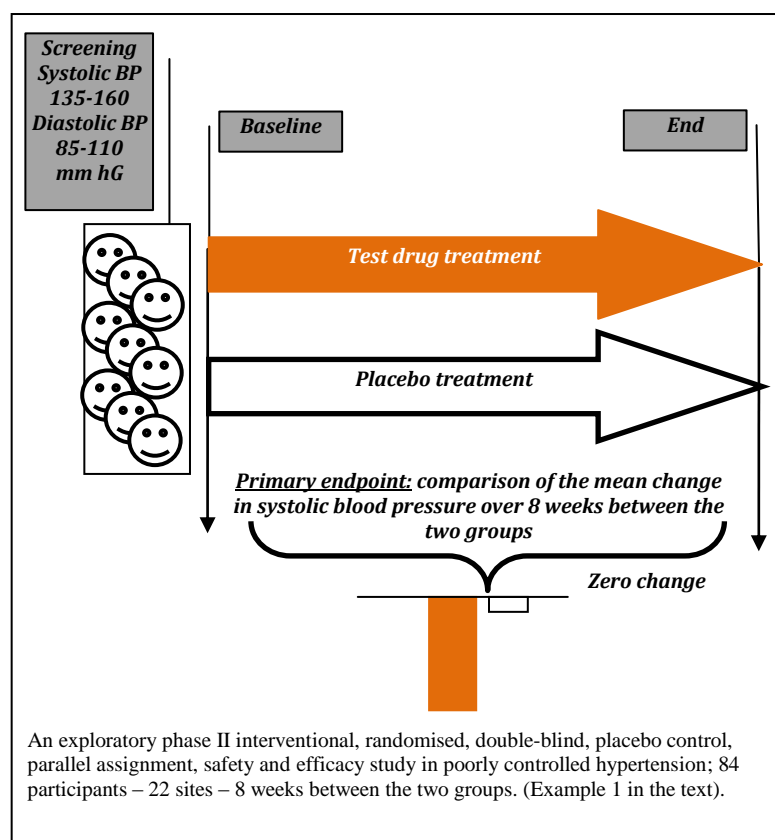 Screening
Systolic BP
135-160
Diastolic BP
85-110
mm hG
Baseline
End
Test drug treatment
Placebo treatment
Primary endpoint: comparison of the mean change
in systolic blood pressure over 8 weeks between the
two groups
Zero change
An exploratory phase II interventional, randomised, double-blind, placebo control,
parallel assignment, safety and efficacy study in poorly controlled hypertension; 84
participants – 22 sites – 8 weeks between the two groups. (Example 1 in the text).